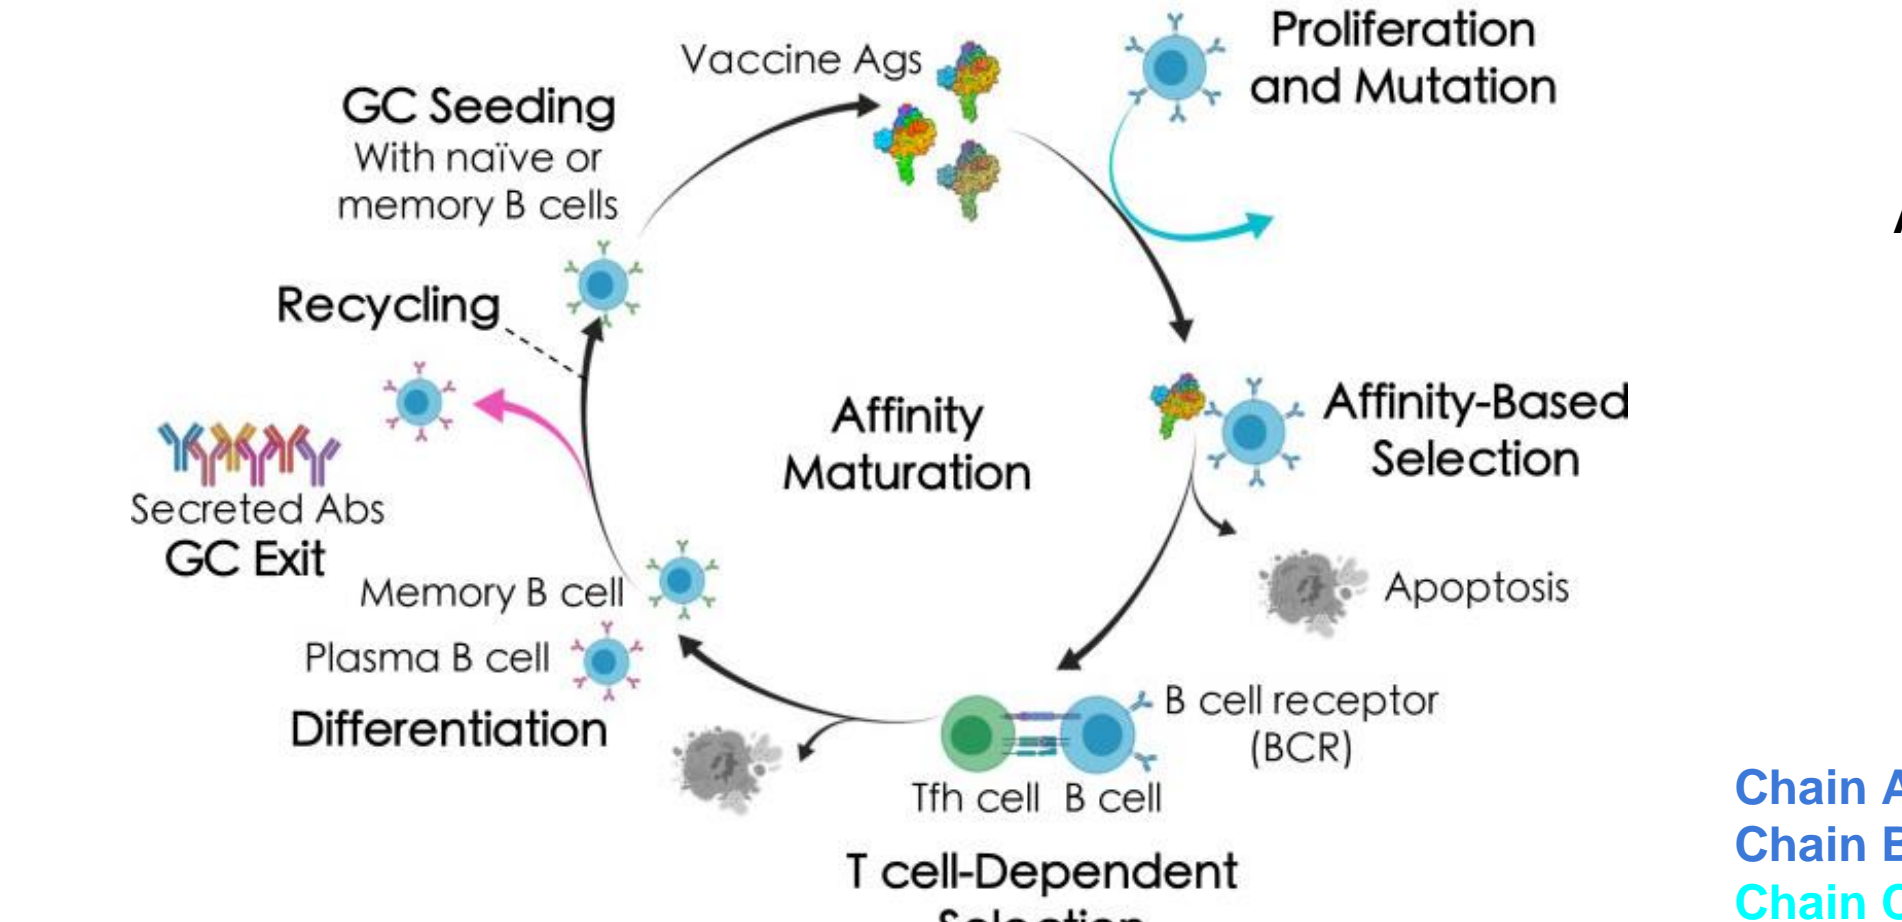 Vaccine Ags
Proliferation
and Mutation
GC Seeding
With naïve or
memory B cells
Recycling
Affinity
Maturation
Affinity-Based
Selection
Secreted Abs
GC Exit
Memory B cell
Plasma B cell
Differentiation
Apoptosis
B cell receptor
(BCR)
Tfh cell B cell
T cell-Dependent
Selection
Chain A
Chain B
Chain C